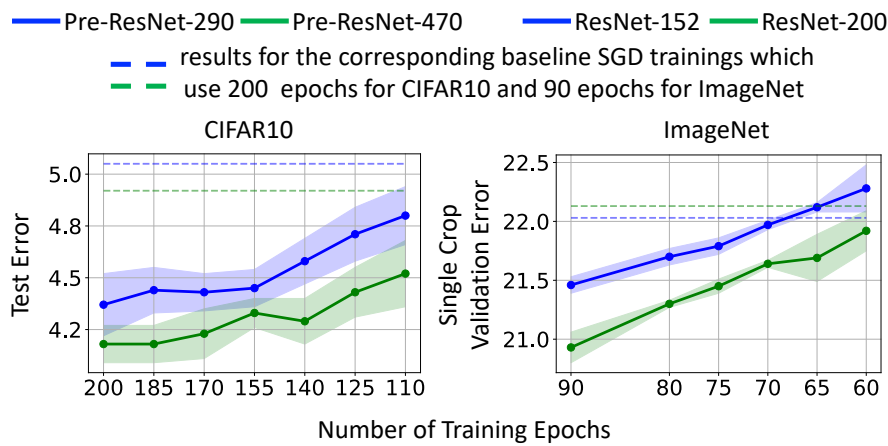 Pre-ResNet-290 Pre-ResNet-470 ResNet-152 ResNet-200
results for the corresponding baseline SGD trainings which
use 200 epochs for CIFAR10 and 90 epochs for ImageNet
CIFAR10
Test Error
5.0
4.8
4.5
4.2
200 185 170 155 140 125 110
ImageNet
Single Crop
Validation Error
22.5
22.0
21.5
21.0
90 80 75 70 65 60
Number of Training Epochs